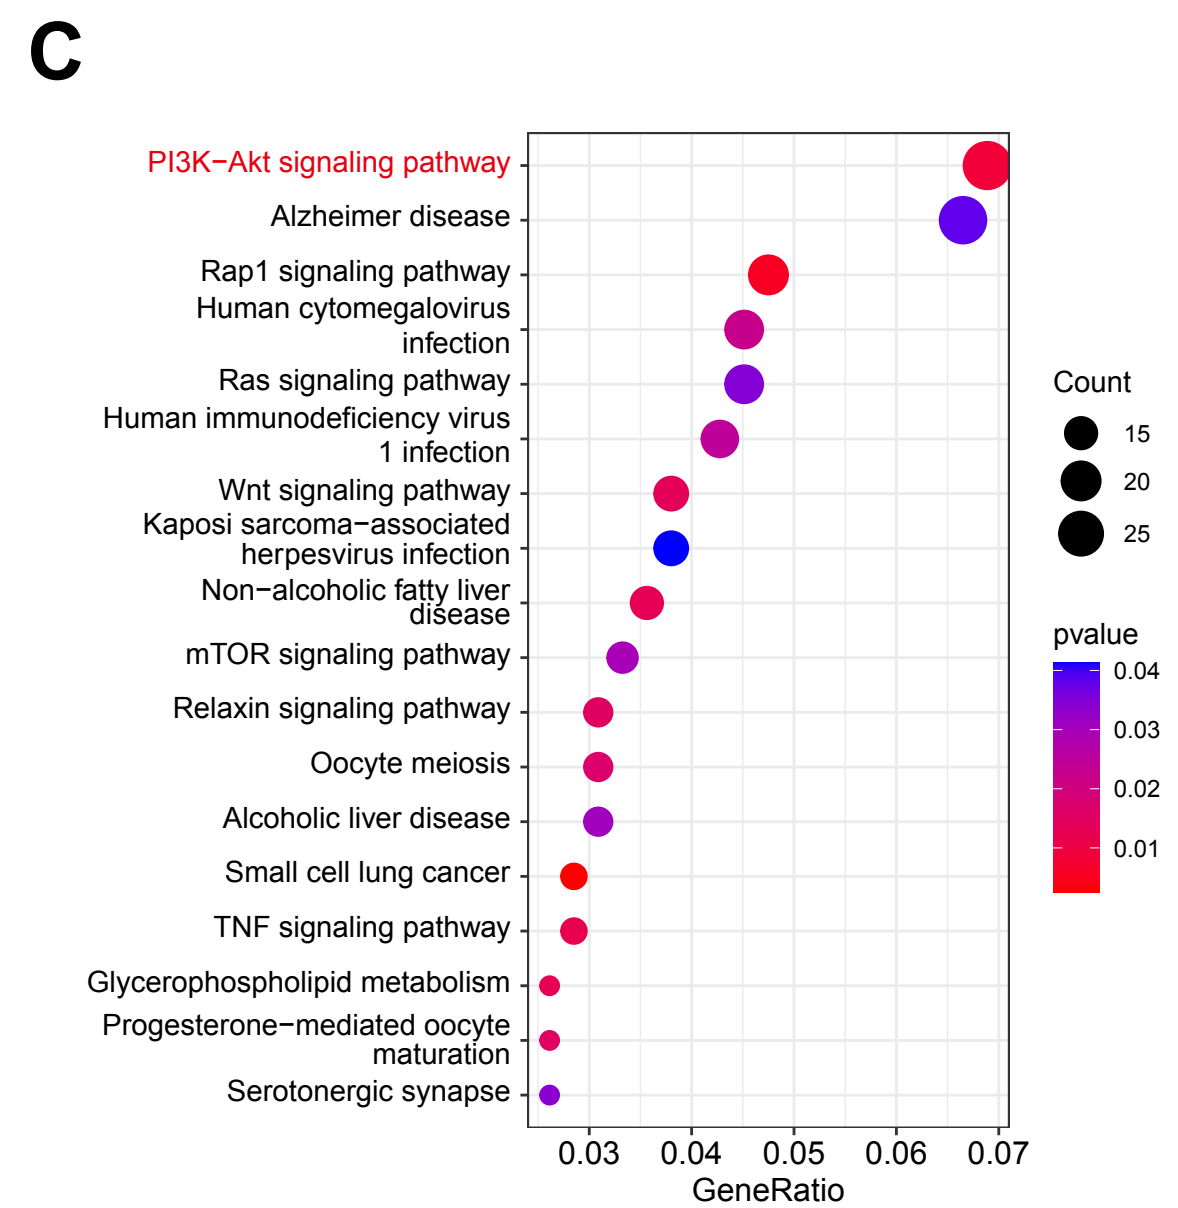 C
PI3K−Akt signaling pathway
Alzheimer disease
Rap1 signaling pathway
Human cytomegalovirus
infection
Ras signaling pathway
Human immunodeficiency virus
1 infection
Wnt signaling pathway
Kaposi sarcoma−associated
herpesvirus infection
Non−alcoholic fatty liver
disease
mTOR signaling pathway
Relaxin signaling pathway
Oocyte meiosis
Alcoholic liver disease
Small cell lung cancer
TNF signaling pathway
Glycerophospholipid metabolism
Progesterone−mediated oocyte
maturation
Serotonergic synapse
0.03 0.04 0.05 0.06 0.07
GeneRatio
Count
15
20
25
pvalue
0.04
0.03
0.02
0.01